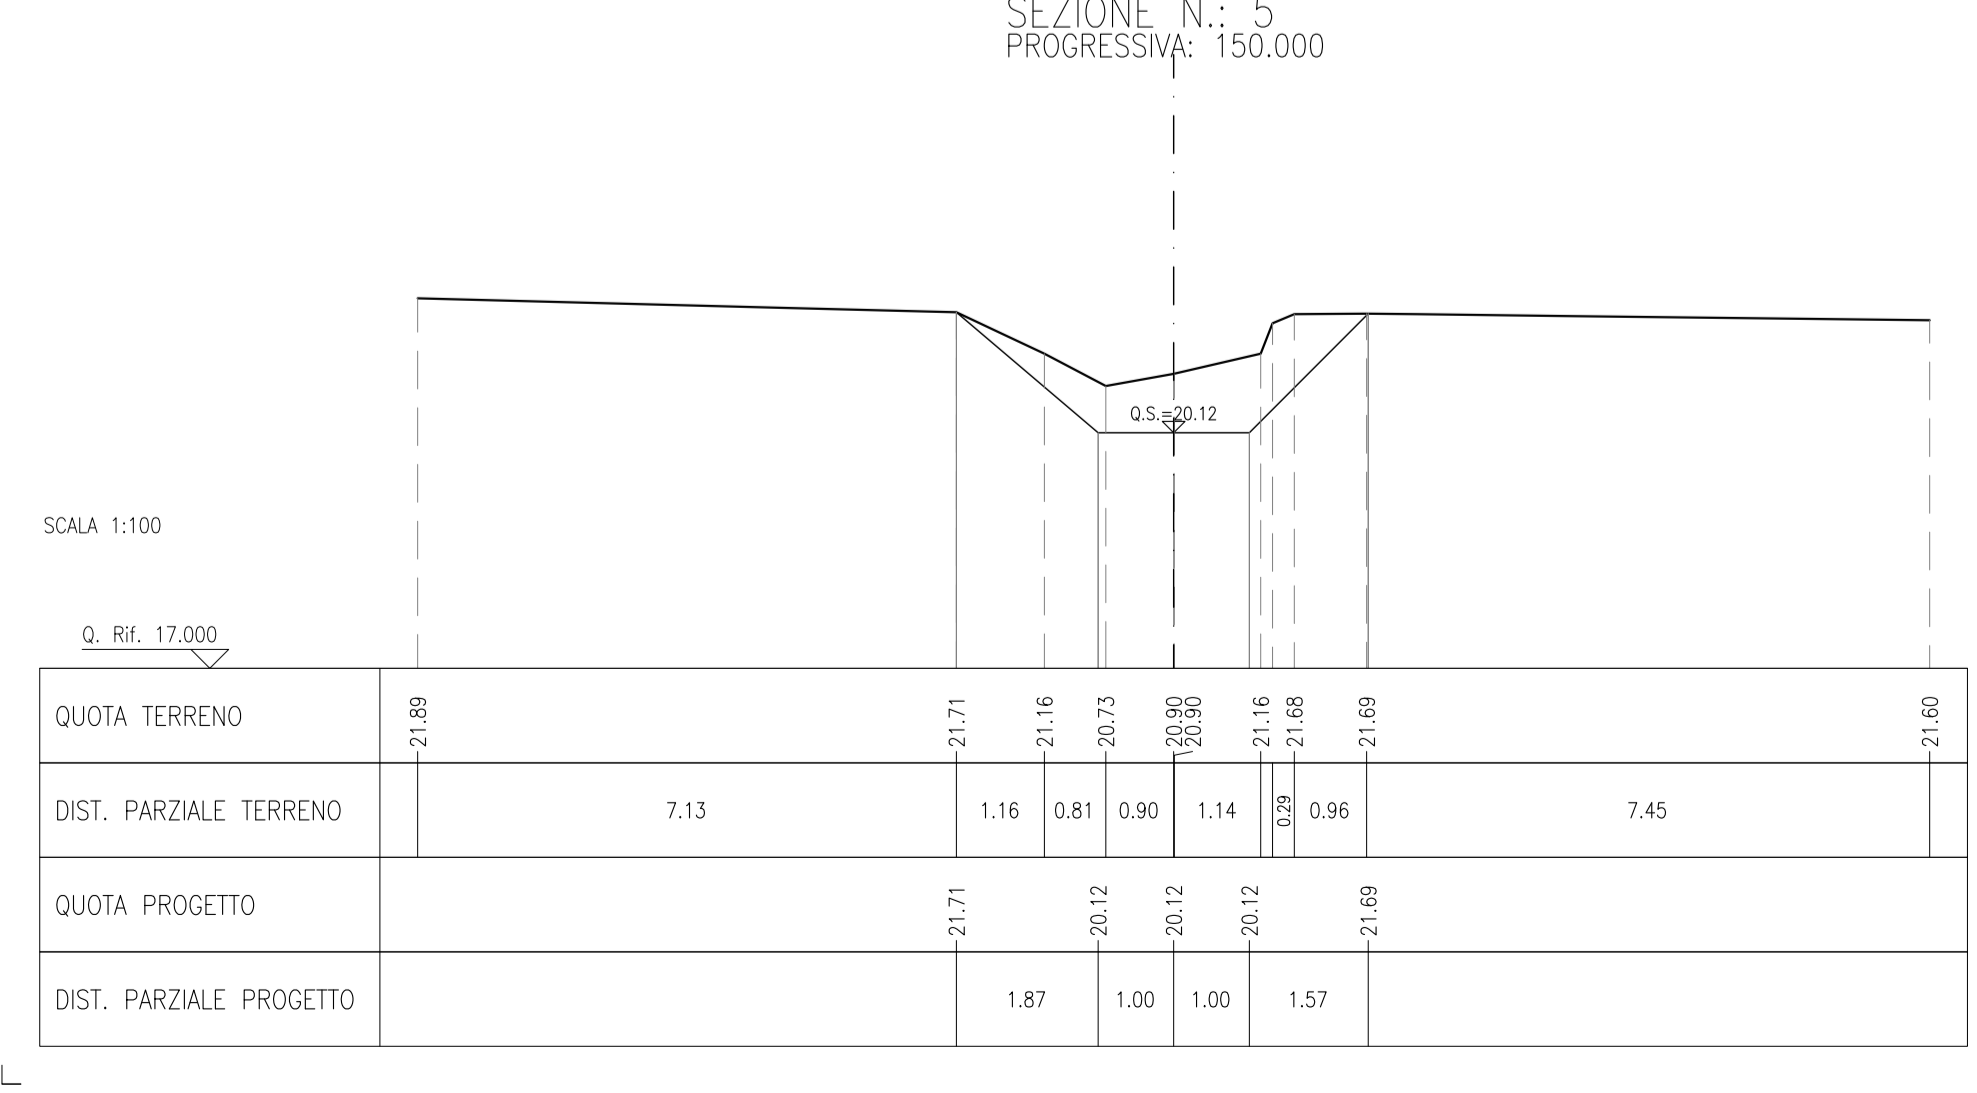 SEZIONE N.: 5
PROGRESSIVA: 150.000
Q.S.=20.12
SCALA 1:100
Q. Rif. 17.000
QUOTA TERRENO 21.89 21.71 21.16 20.73 20.90 20.90 21.16 21.68 21.69 21.60
DIST. PARZIALE TERRENO 7.13 1.16 0.81 0.90 1.14 0.29 0.96 7.45
QUOTA PROGETTO 21.71 20.12 20.12 20.12 21.69
DIST. PARZIALE PROGETTO 1.87 1.00 1.00 1.57